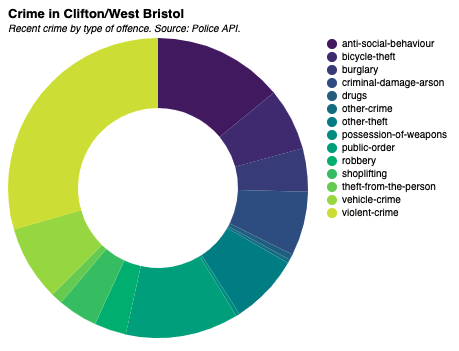 Crime in Clifton/West Bristol
Recent crime by type of offence. Source: Police API.
anti-social-behaviour
bicycle-theft
burglary
criminal-damage-arson
drugs
other-crime
other-theft
possession-of-weapons
public-order
robbery
shoplifting
theft-from-the-person
vehicle-crime
violent-crime